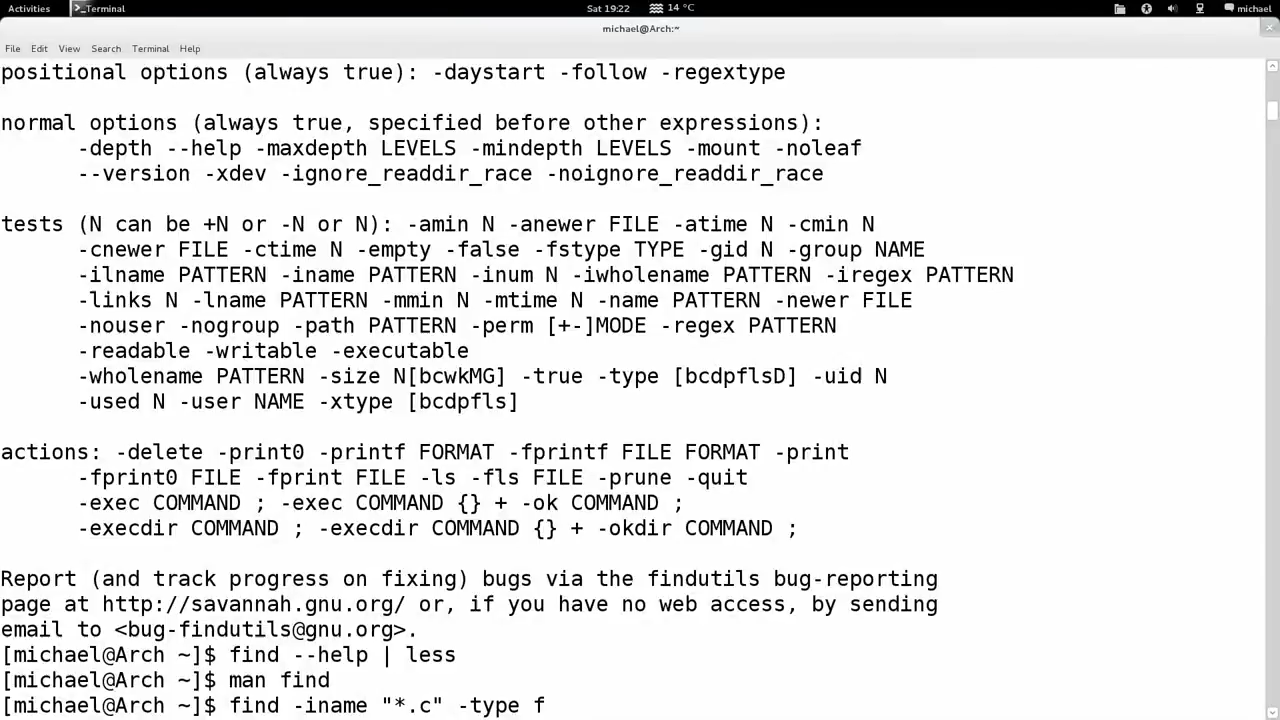 Activities Terminal Sat 19:22 14 °C michael
michael@Arch:~
File Edit View Search Terminal Help
positional options (always true): -daystart -follow -regextype
normal options (always true, specified before other expressions):
-depth --help -maxdepth LEVELS -mindepth LEVELS -mount -noleaf
--version -xdev -ignore_readdir_race -noignore_readdir_race
tests (N can be +N or -N or N): -amin N -anewer FILE -atime N -cmin N
-cnewer FILE -ctime N -empty -false -fstype TYPE -gid N -group NAME
-ilname PATTERN -iname PATTERN -inum N -iwholename PATTERN -iregex PATTERN
-links N -lname PATTERN -mmin N -mtime N -name PATTERN -newer FILE
-nouser -nogroup -path PATTERN -perm [+-]MODE -regex PATTERN
-readable -writable -executable
-wholename PATTERN -size N[bcwkMG] -true -type [bcdpflsD] -uid N
-used N -user NAME -xtype [bcdpfls]
actions: -delete -print0 -printf FORMAT -fprintf FILE FORMAT -print
-fprint0 FILE -fprint FILE -ls -fls FILE -prune -quit
-exec COMMAND ; -exec COMMAND {} + -ok COMMAND ;
-execdir COMMAND ; -execdir COMMAND {} + -okdir COMMAND ;
Report (and track progress on fixing) bugs via the findutils bug-reporting
page at http://savannah.gnu.org/ or, if you have no web access, by sending
email to <bug-findutils@gnu.org>.
[michael@Arch ~]$ find --help | less
[michael@Arch ~]$ man find
[michael@Arch ~]$ find -iname "*.c" -type f